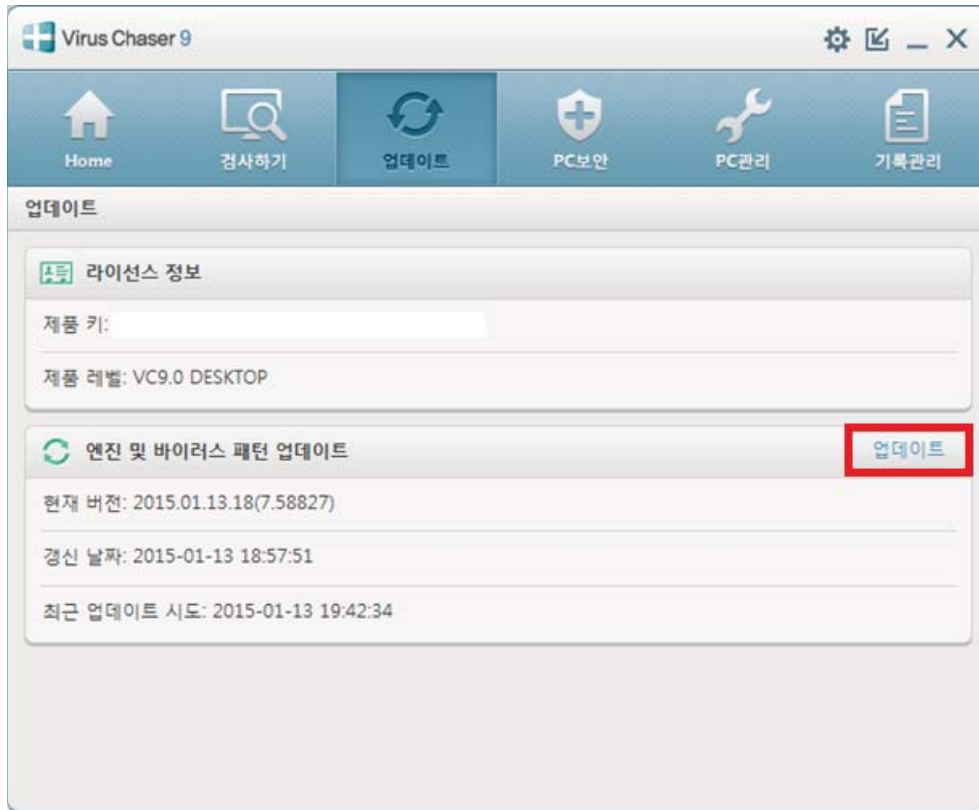 Virus Chaser 9
Home 검사하기 업데이트 PC보안 PC관리 기록관리
업데이트
라이선스 정보
제품 키:
제품 레벨: VC9.0 DESKTOP
엔진 및 바이러스 패턴 업데이트 업데이트
현재 버전: 2015.01.13.18(7.58827)
갱신 날짜: 2015-01-13 18:57:51
최근 업데이트 시도: 2015-01-13 19:42:34